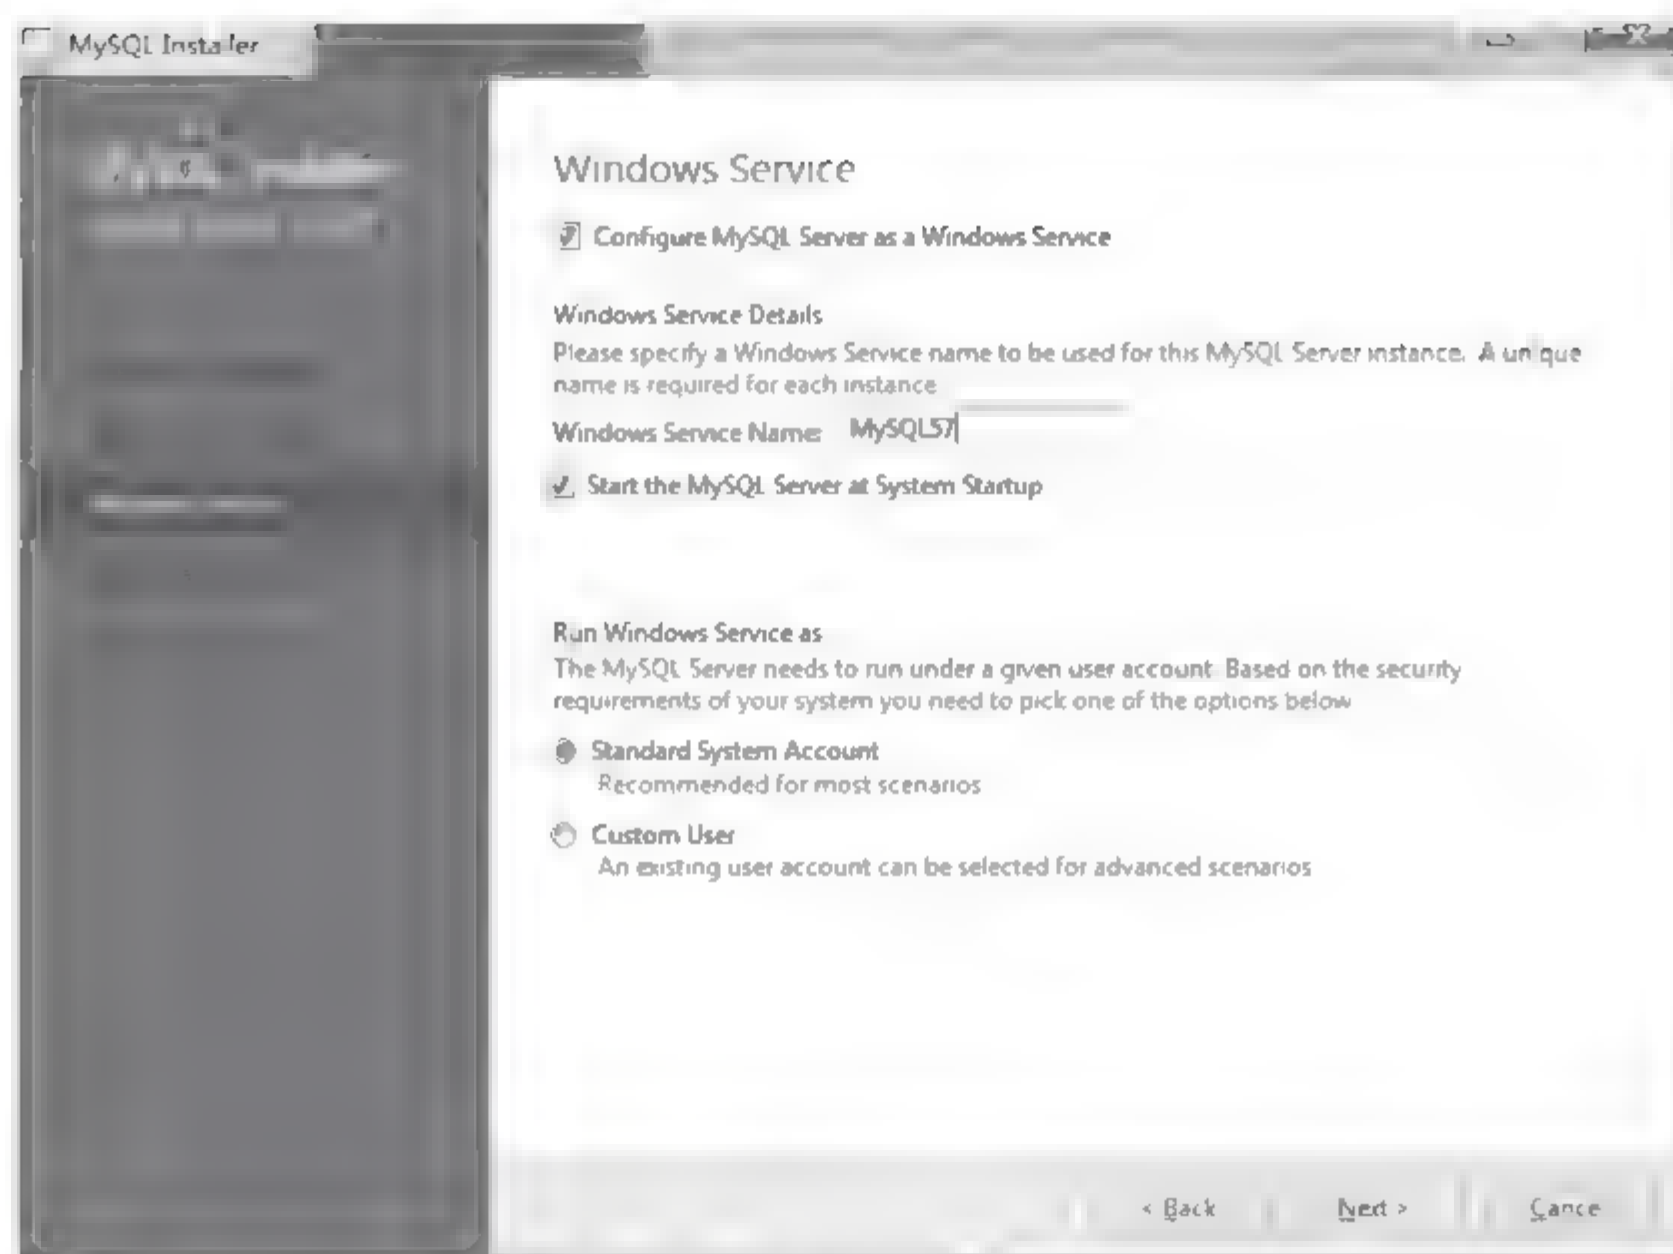 MySQL Installer
Windows Service
Configure MySQL Server as a Windows Service
Windows Service Details
Please specify a Windows Service name to be used for this MySQL Server instance. A unique
name is required for each instance
Windows Service Name: MySQL57
Start the MySQL Server at System Startup
Run Windows Service as
The MySQL Server needs to run under a given user account. Based on the security
requirements of your system you need to pick one of the options below
Standard System Account
Recommended for most scenarios
Custom User
An existing user account can be selected for advanced scenarios
< Back
Next >
Cance